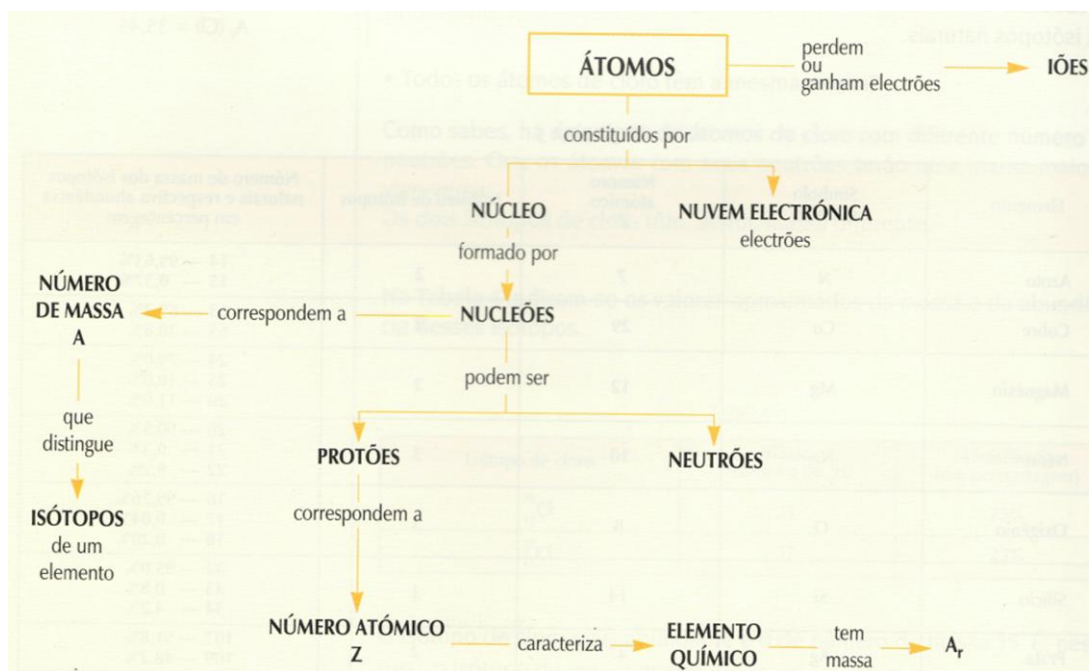 ÁTOMOS
perdem
ou
ganham electrões
IÕES
constituídos por
NÚCLEO
NUVEM ELECTRÓNICA
electrões
formado por
NÚMERO
DE MASSA
A
correspondem a
NUCLEÕES
que
distingue
podem ser
PROTÕES
NEUTRÕES
ISÓTOPOS
de um
elemento
correspondem a
NÚMERO ATÓMICO
Z
caracteriza
ELEMENTO
QUÍMICO
tem
massa
Ar